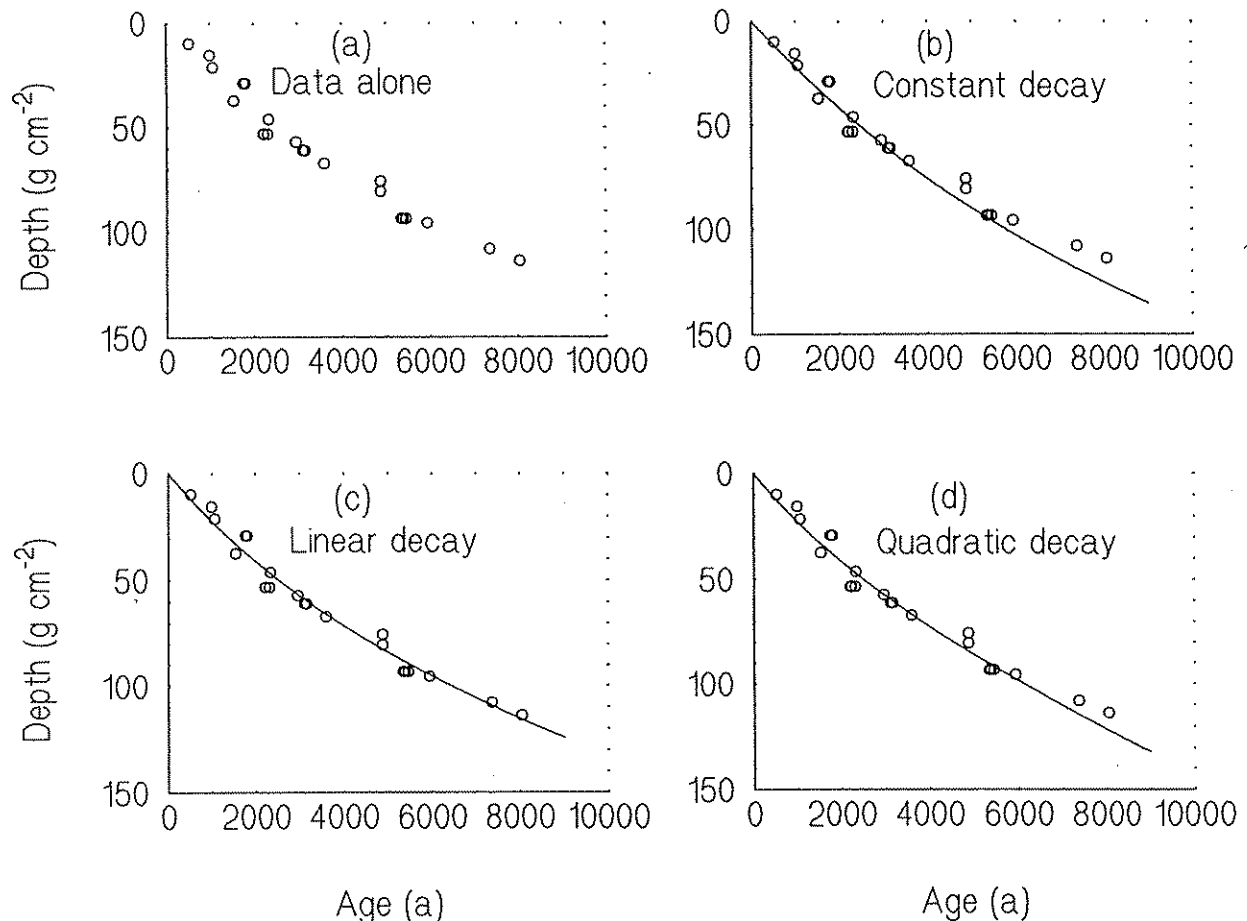 (a)
Data alone
0
50
100
150
0 2000 4000 6000 8000 10000
Depth (g cm⁻²)
(b)
Constant decay
0
50
100
150
0 2000 4000 6000 8000 10000
(c)
Linear decay
0
50
100
150
0 2000 4000 6000 8000 10000
Depth (g cm⁻²)
Age (a)
(d)
Quadratic decay
0
50
100
150
0 2000 4000 6000 8000 10000
Age (a)